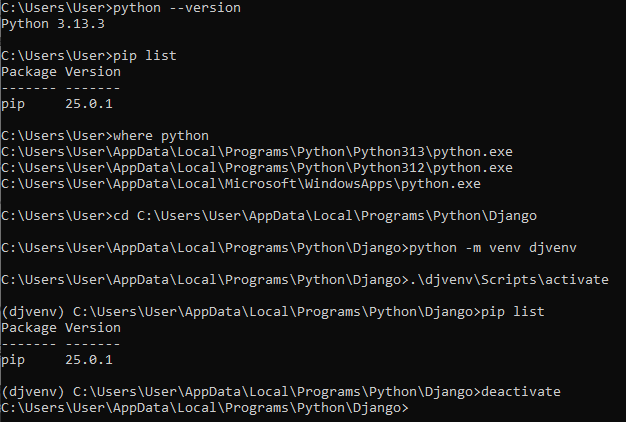 C:\Users\User>python --version
Python 3.13.3
C:\Users\User>pip list
Package Version
------- -------
pip     25.0.1
C:\Users\User>where python
C:\Users\User\AppData\Local\Programs\Python\Python313\python.exe
C:\Users\User\AppData\Local\Programs\Python\Python312\python.exe
C:\Users\User\AppData\Local\Microsoft\WindowsApps\python.exe
C:\Users\User>cd C:\Users\User\AppData\Local\Programs\Python\Django
C:\Users\User\AppData\Local\Programs\Python\Django>python -m venv djvenv
C:\Users\User\AppData\Local\Programs\Python\Django>.\djvenv\Scripts\activate
(djvenv) C:\Users\User\AppData\Local\Programs\Python\Django>pip list
Package Version
------- -------
pip     25.0.1
(djvenv) C:\Users\User\AppData\Local\Programs\Python\Django>deactivate
C:\Users\User\AppData\Local\Programs\Python\Django>